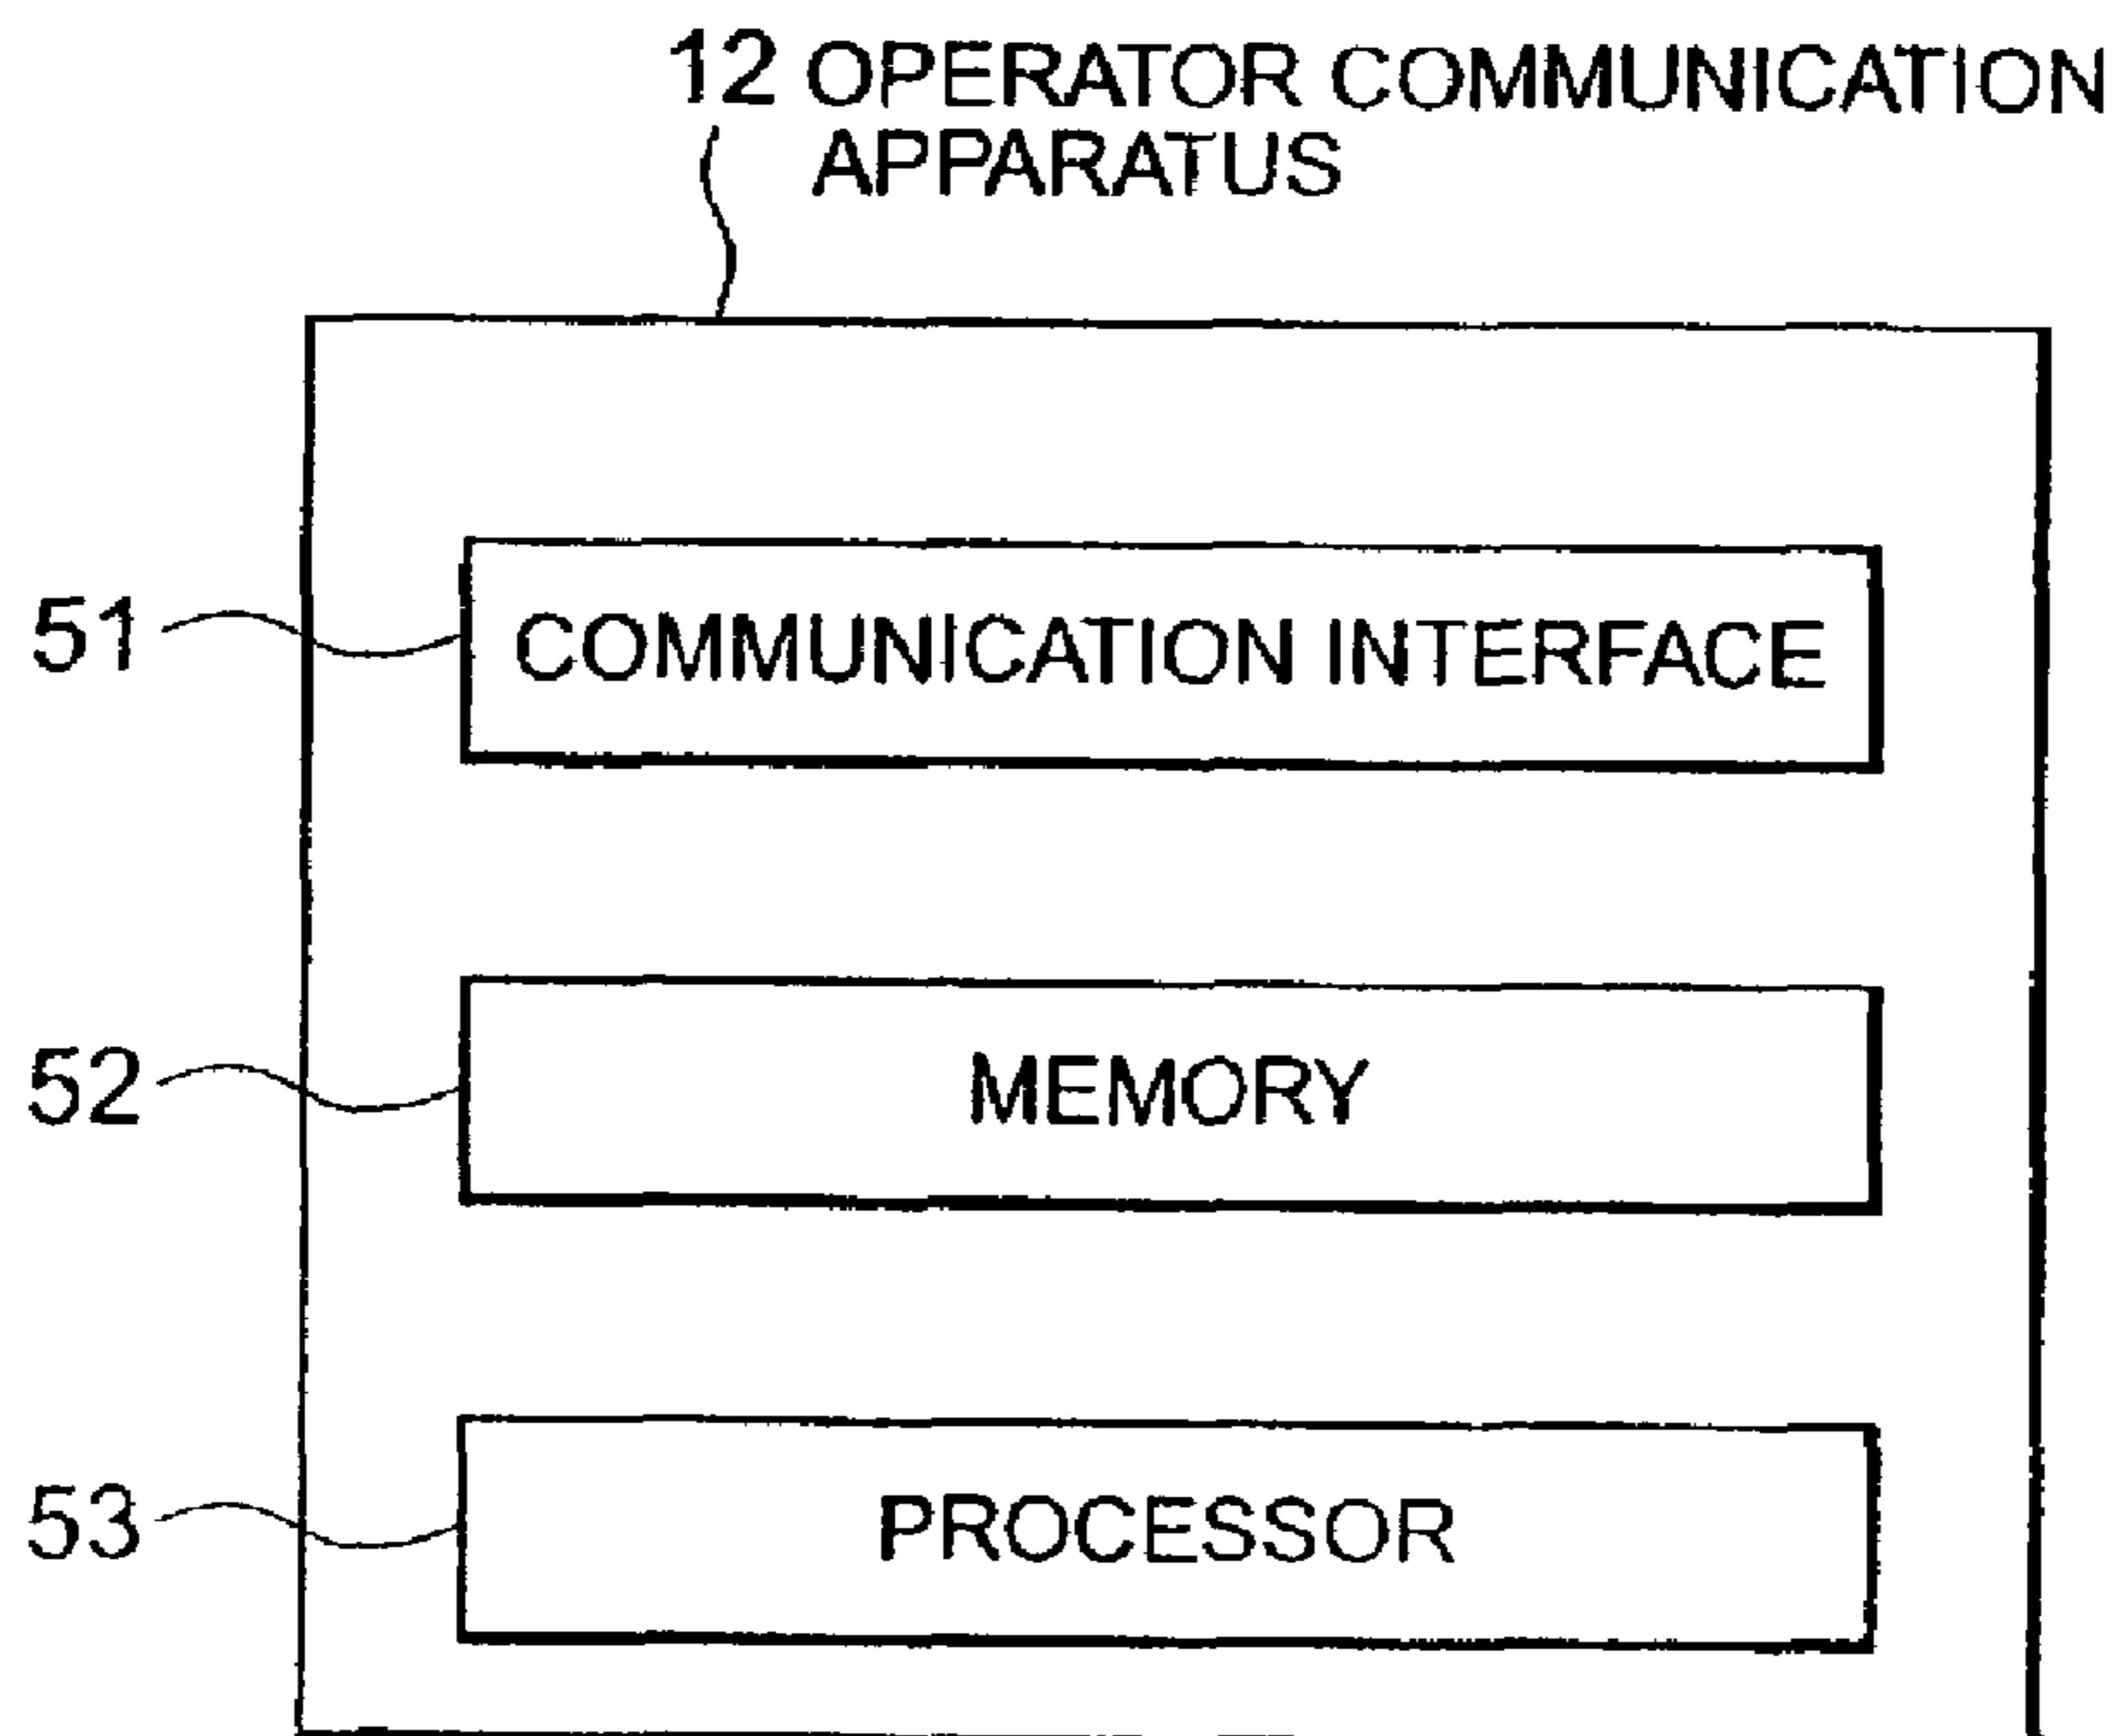 12 OPERATOR COMMUNICATION
APPARATUS
51 COMMUNICATION INTERFACE
52 MEMORY
53 PROCESSOR